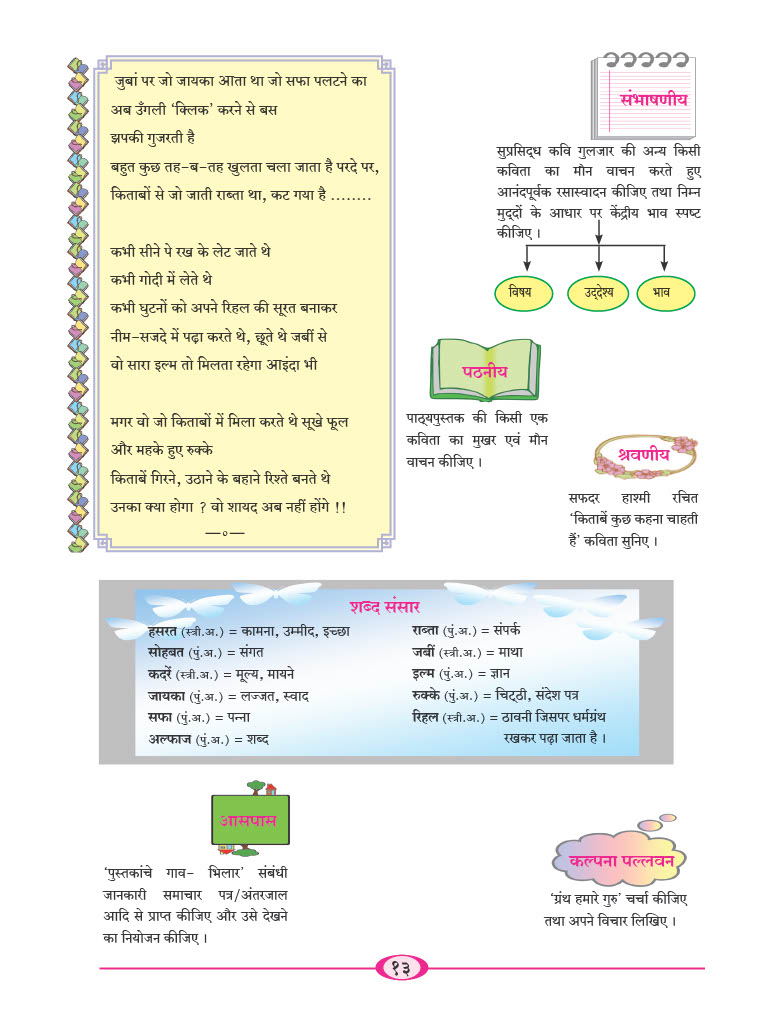 जुबां पर जो जायका आता था जो सफा पलटने का
अब उँगली ‘क्लिक’ करने से बस
झपकी गुजरती है
बहुत कुछ तह-ब-तह खुलता चला जाता है परदे पर,
किताबों से जो जाती राब्ता था, कट गया है ........
कभी सीने पे रख के लेट जाते थे
कभी गोदी में लेते थे
कभी घुटनों को अपने रिहल की सूरत बनाकर
नीम-सजदे में पढ़ा करते थे, छूते थे जबीं से
वो सारा इल्म तो मिलता रहेगा आइंदा भी
मगर वो जो किताबों में मिला करते थे सूखे फूल
और महके हुए रुक्के
किताबें गिरने, उठाने के बहाने रिश्ते बनते थे
उनका क्या होगा ? वो शायद अब नहीं होंगे !!
—०—
संभाषणीय
सुप्रसिद्ध कवि गुलजार की अन्य किसी
कविता का मौन वाचन करते हुए
आनंदपूर्वक रसास्वादन कीजिए तथा निम्न
मुद्दों के आधार पर केंद्रीय भाव स्पष्ट
कीजिए ।
विषय उद्देश्य भाव
पठनीय
पाठ्यपुस्तक की किसी एक
कविता का मुखर एवं मौन
वाचन कीजिए ।
श्रवणीय
सफदर हाश्मी रचित
‘किताबें कुछ कहना चाहती
हैं’ कविता सुनिए ।
शब्द संसार
हसरत (स्त्री.अ.) = कामना, उम्मीद, इच्छा
सोहबत (पुं.अ.) = संगत
कदरें (स्त्री.अ.) = मूल्य, मायने
जायका (पुं.अ.) = लज्जत, स्वाद
सफा (पुं.अ.) = पन्ना
अल्फाज (पुं.अ.) = शब्द
राब्ता (पुं.अ.) = संपर्क
जबीं (स्त्री.अ.) = माथा
इल्म (पुं.अ.) = ज्ञान
रुक्के (पुं.अ.) = चिट्ठी, संदेश पत्र
रिहल (स्त्री.अ.) = ठावनी जिसपर धर्मग्रंथ
रखकर पढ़ा जाता है ।
आसपास
‘पुस्तकांचे गाव- भिलार’ संबंधी
जानकारी समाचार पत्र/अंतरजाल
आदि से प्राप्त कीजिए और उसे देखने
का नियोजन कीजिए ।
कल्पना पल्लवन
‘ग्रंथ हमारे गुरु’ चर्चा कीजिए
तथा अपने विचार लिखिए ।
१३